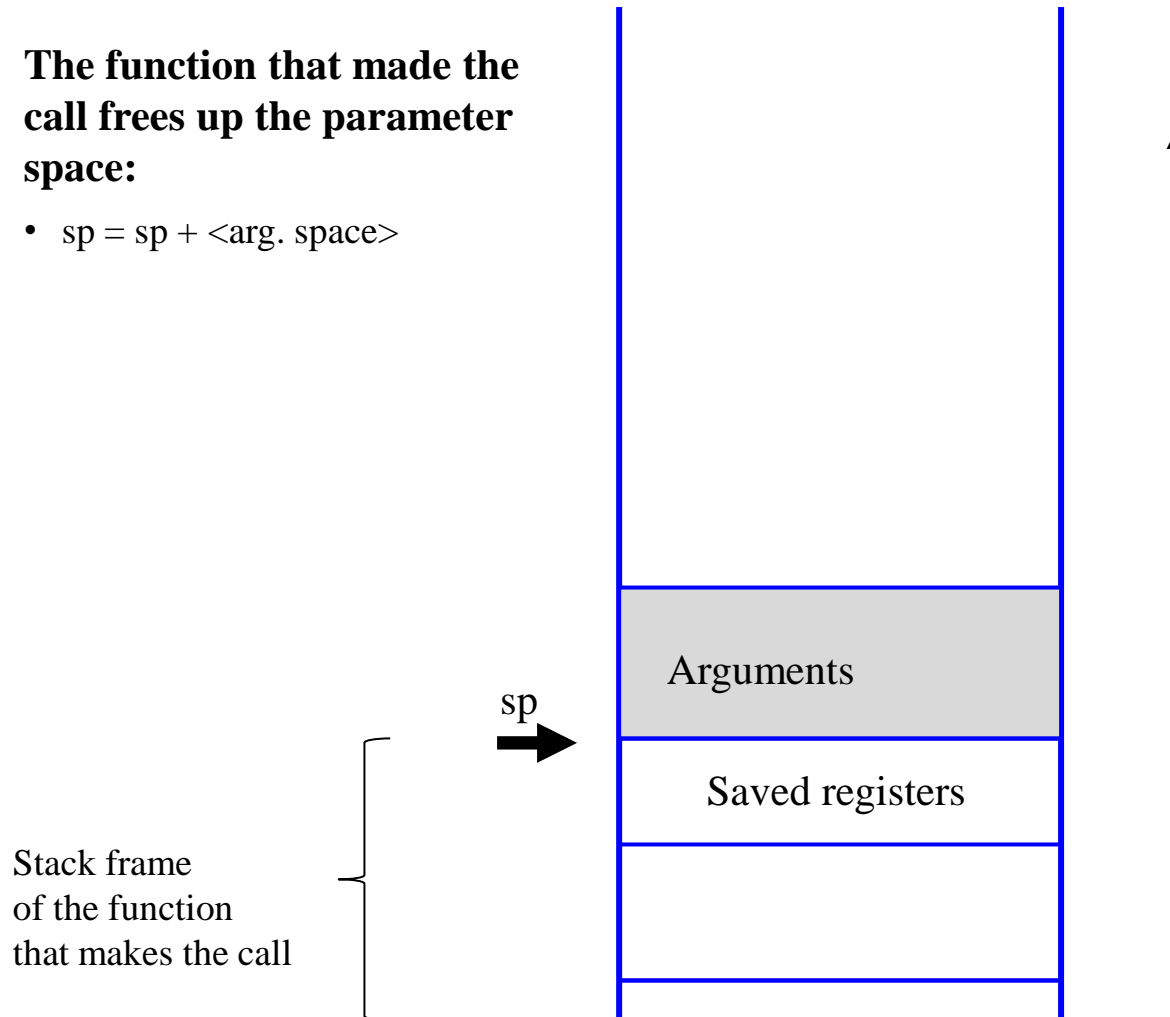 The function that made the
call frees up the parameter
space:
• sp = sp + <arg. space>
Arguments
sp
Saved registers
Stack frame
of the function
that makes the call